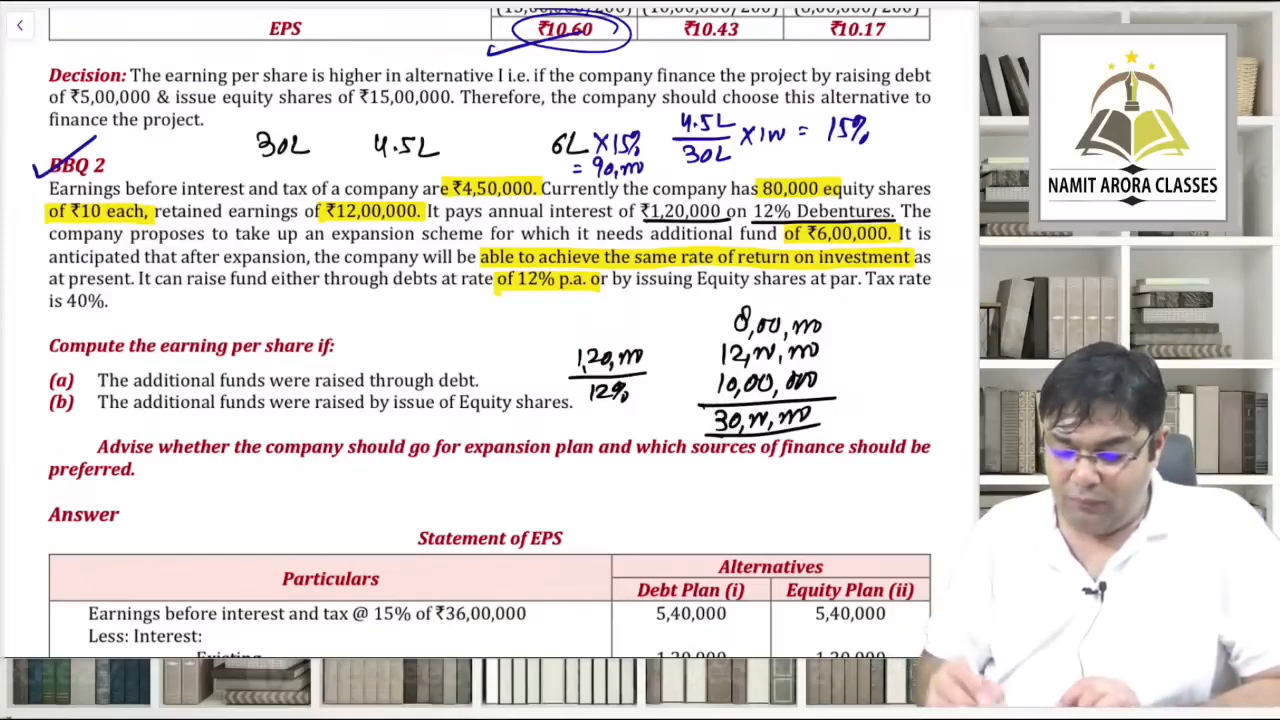 EPS ₹10.60 ₹10.43 ₹10.17
Decision: The earning per share is higher in alternative I i.e. if the company finance the project by raising debt
of ₹5,00,000 & issue equity shares of ₹15,00,000. Therefore, the company should choose this alternative to
finance the project.
30L 4.5L 6L ×15% = 90,000
4.5L / 30L ×100 = 15%
BBQ 2
Earnings before interest and tax of a company are ₹4,50,000. Currently the company has 80,000 equity shares
of ₹10 each, retained earnings of ₹12,00,000. It pays annual interest of ₹1,20,000 on 12% Debentures. The
company proposes to take up an expansion scheme for which it needs additional fund of ₹6,00,000. It is
anticipated that after expansion, the company will be able to achieve the same rate of return on investment as
at present. It can raise fund either through debts at rate of 12% p.a. or by issuing Equity shares at par. Tax rate
is 40%.
Compute the earning per share if:
(a) The additional funds were raised through debt.
(b) The additional funds were raised by issue of Equity shares.
1,20,000
12%
8,00,000
12,00,000
10,00,000
30,00,000
Advise whether the company should go for expansion plan and which sources of finance should be
preferred.
Answer
Statement of EPS
Particulars Alternatives
Debt Plan (i) Equity Plan (ii)
Earnings before interest and tax @ 15% of ₹36,00,000 5,40,000 5,40,000
Less: Interest:
NAMIT ARORA CLASSES